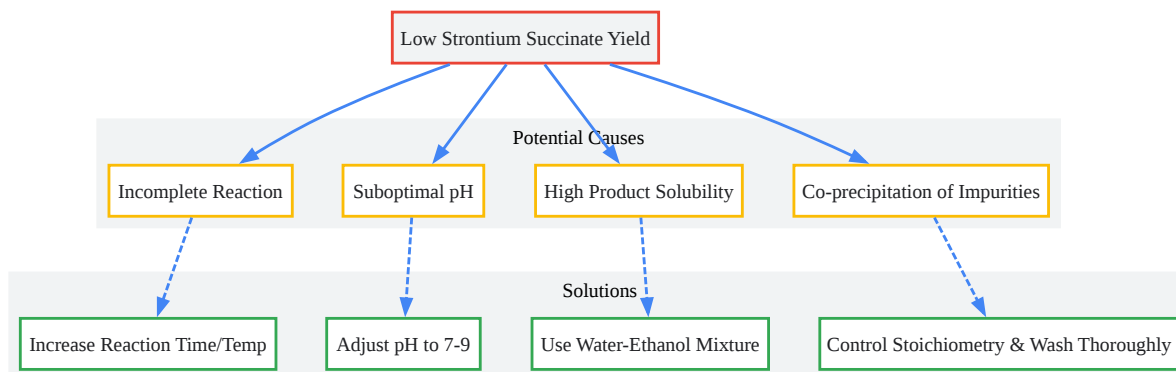 Low Strontium Succinate Yield
Potential Causes
Incomplete Reaction
Suboptimal pH
High Product Solubility
Co-precipitation of Impurities
Solutions
Increase Reaction Time/Temp
Adjust pH to 7-9
Use Water-Ethanol Mixture
Control Stoichiometry & Wash Thoroughly